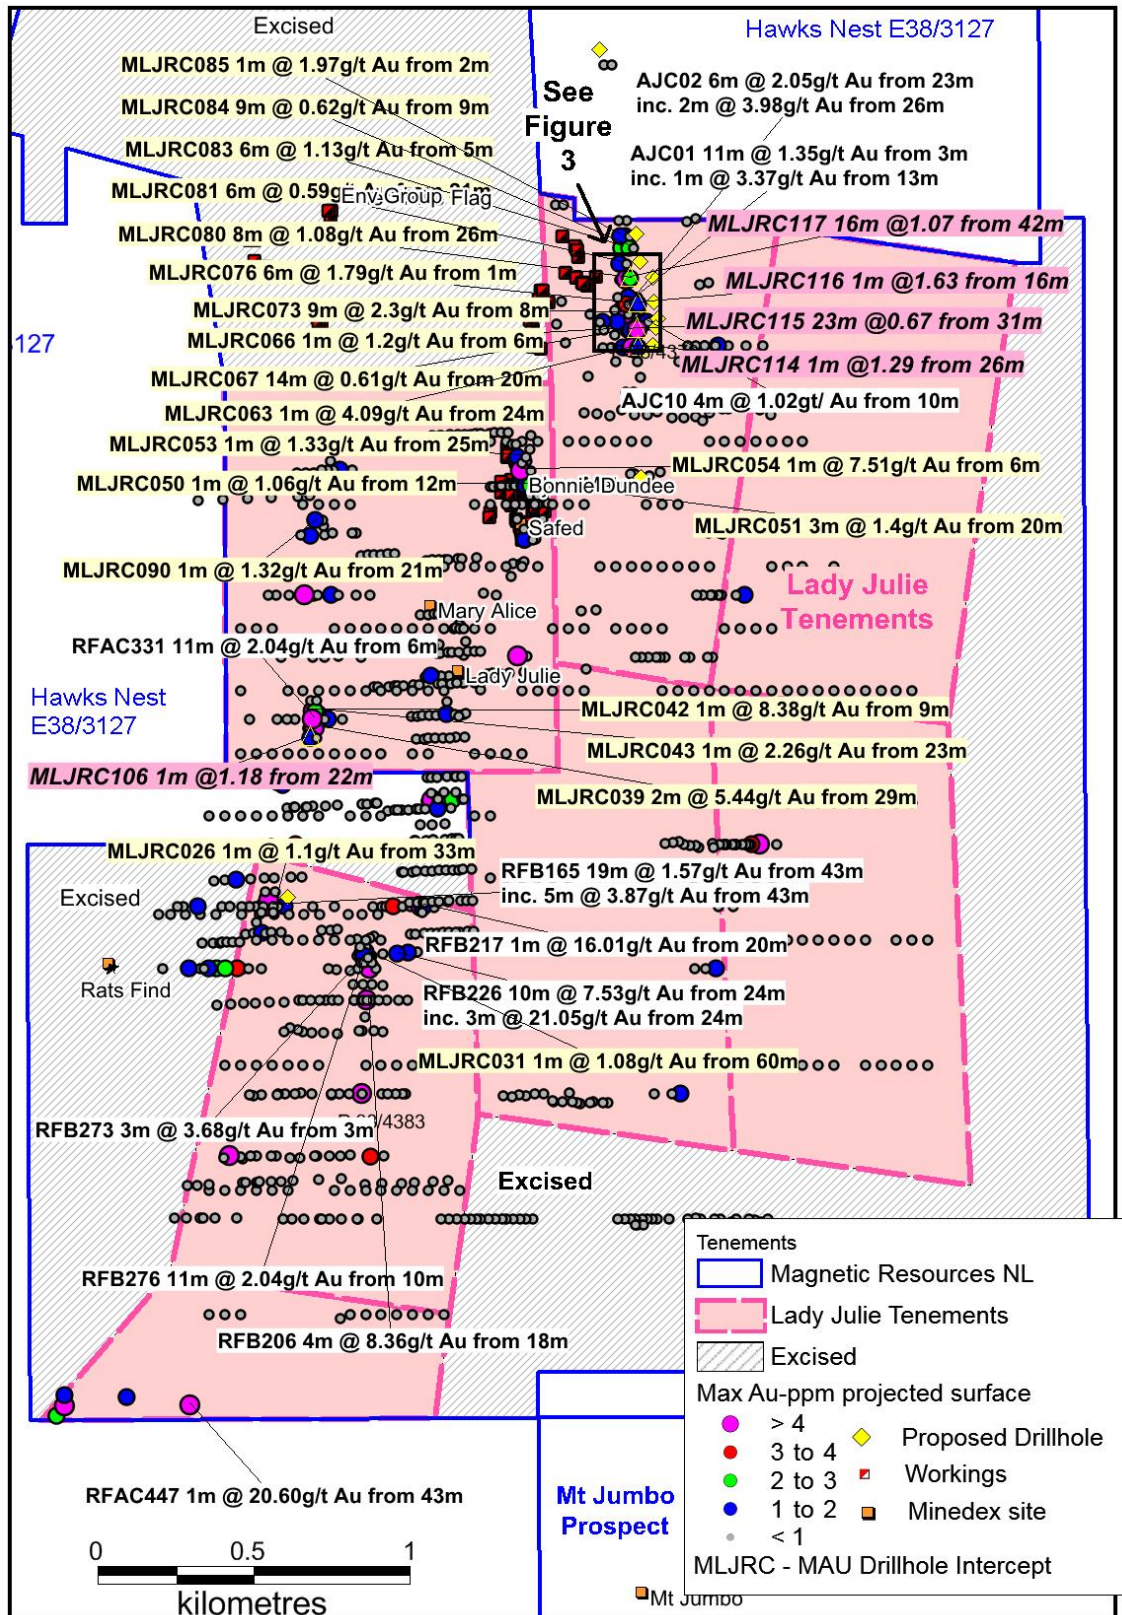 Excised
Hawks Nest E38/3127
MLJRC085 1m @ 1.97g/t Au from 2m
MLJRC084 9m @ 0.62g/t Au from 9m
MLJRC083 6m @ 1.13g/t Au from 5m
MLJRC081 6m @ 0.59g/t
Env Group Flag
MLJRC080 8m @ 1.08g/t Au from 26m
MLJRC076 6m @ 1.79g/t Au from 1m
MLJRC073 9m @ 2.3g/t Au from 8m
MLJRC066 1m @ 1.2g/t Au from 6m
MLJRC067 14m @ 0.61g/t Au from 20m
MLJRC063 1m @ 4.09g/t Au from 24m
MLJRC053 1m @ 1.33g/t Au from 25m
MLJRC050 1m @ 1.06g/t Au from 12m
MLJRC090 1m @ 1.32g/t Au from 21m
RFAC331 11m @ 2.04g/t Au from 6m
See
Figure
3
AJC02 6m @ 2.05g/t Au from 23m
inc. 2m @ 3.98g/t Au from 26m
AJC01 11m @ 1.35g/t Au from 3m
inc. 1m @ 3.37g/t Au from 13m
MLJRC117 16m @1.07 from 42m
MLJRC116 1m @1.63 from 16m
MLJRC115 23m @0.67 from 31m
MLJRC114 1m @1.29 from 26m
AJC10 4m @ 1.02gt/ Au from 10m
MLJRC054 1m @ 7.51g/t Au from 6m
MLJRC051 3m @ 1.4g/t Au from 20m
127
Bonnie Dundee
Safed
Mary Alice
Lady Julie
Lady Julie
Tenements
Hawks Nest
E38/3127
MLJRC042 1m @ 8.38g/t Au from 9m
MLJRC043 1m @ 2.26g/t Au from 23m
MLJRC106 1m @1.18 from 22m
MLJRC039 2m @ 5.44g/t Au from 29m
MLJRC026 1m @ 1.1g/t Au from 33m
RFB165 19m @ 1.57g/t Au from 43m
inc. 5m @ 3.87g/t Au from 43m
Excised
RFB217 1m @ 16.01g/t Au from 20m
Rats Find
RFB226 10m @ 7.53g/t Au from 24m
inc. 3m @ 21.05g/t Au from 24m
MLJRC031 1m @ 1.08g/t Au from 60m
/4383
RFB273 3m @ 3.68g/t Au from 3m
Excised
RFB276 11m @ 2.04g/t Au from 10m
RFB206 4m @ 8.36g/t Au from 18m
RFAC447 1m @ 20.60g/t Au from 43m
Mt Jumbo
Prospect
Mt Jumbo
0 0.5 1
kilometres
Tenements
Magnetic Resources NL
Lady Julie Tenements
Excised
Max Au-ppm projected surface
> 4
3 to 4
2 to 3
1 to 2
< 1
Proposed Drillhole
Workings
Minedex site
MLJRC - MAU Drillhole Intercept